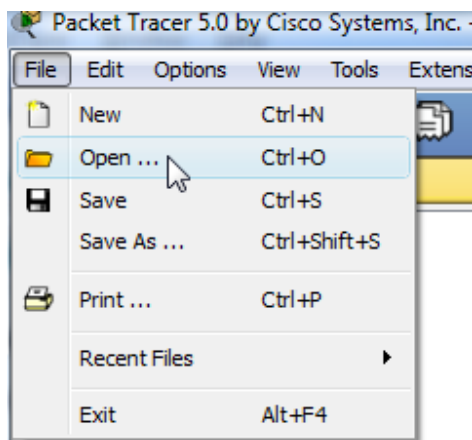 Packet Tracer 5.0 by Cisco Systems, Inc. -
File Edit Options View Tools Extens
New Ctrl+N
Open ... Ctrl+O
Save Ctrl+S
Save As ... Ctrl+Shift+S
Print ... Ctrl+P
Recent Files
Exit Alt+F4